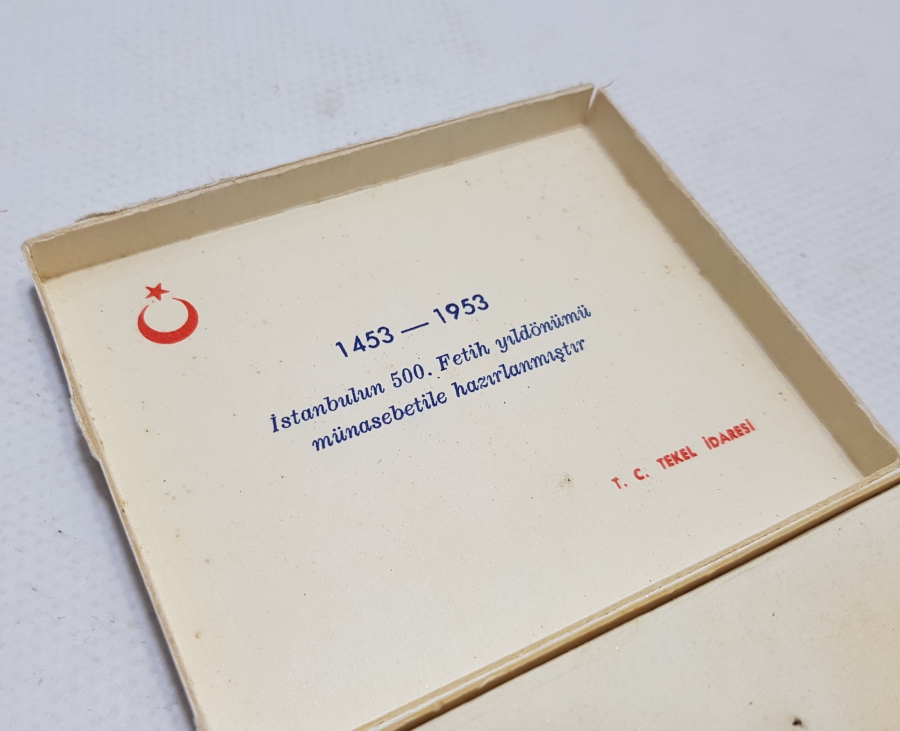 1453 — 1953
İstanbulun 500. Fetih yıldönümü
münasebetile hazırlanmıştır
T. C. TEKEL İDARESİ